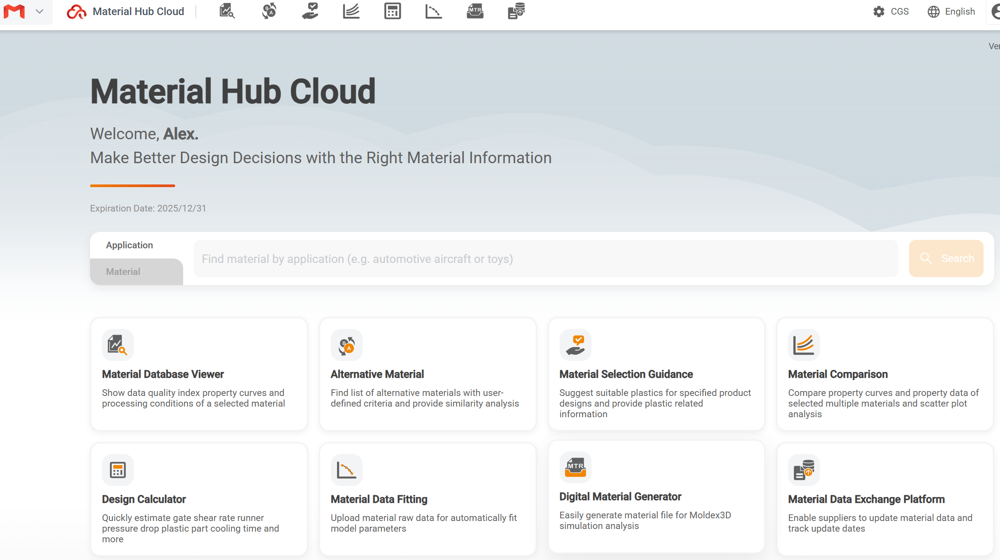 Material Hub Cloud
MTR
CGS
English
Material Hub Cloud
Welcome, Alex.
Make Better Design Decisions with the Right Material Information
Expiration Date: 2025/12/31
Application
Material
Find material by application (e.g. automotive aircraft or toys)
Search
Material Database Viewer
Show data quality index property curves and
processing conditions of a selected material
B
A
Alternative Material
Find list of alternative materials with user-
defined criteria and provide similarity analysis
Material Selection Guidance
Suggest suitable plastics for specified product
designs and provide plastic related
information
Material Comparison
Compare property curves and property data of
selected multiple materials and scatter plot
analysis
Design Calculator
Quickly estimate gate shear rate runner
pressure drop plastic part cooling time and
more
Material Data Fitting
Upload material raw data for automatically fit
model parameters
MTR
Digital Material Generator
Easily generate material file for Moldex3D
simulation analysis
Material Data Exchange Platform
Enable suppliers to update material data and
track update dates